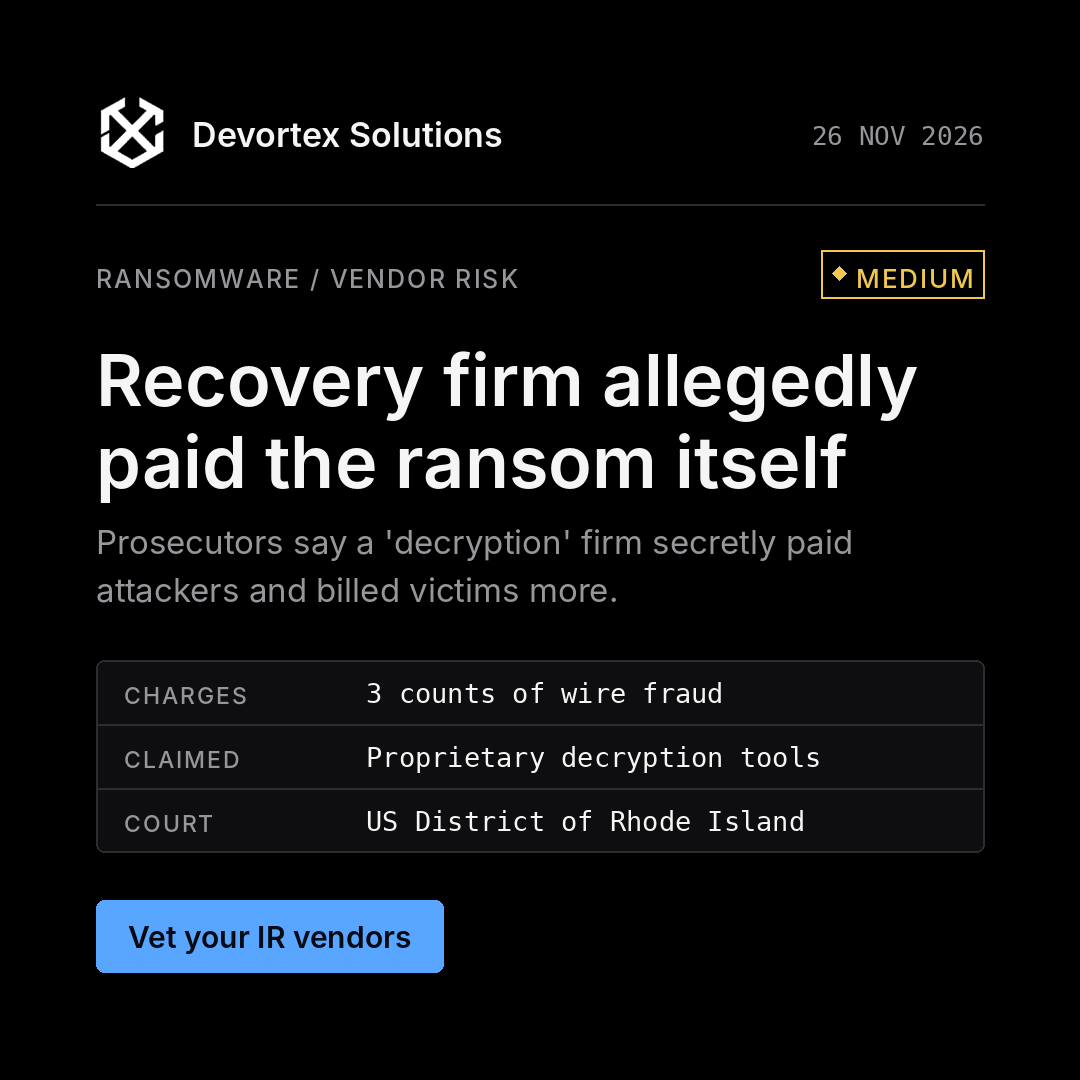 Devortex Solutions
26 NOV 2026
RANSOMWARE / VENDOR RISK
MEDIUM
Recovery firm allegedly
paid the ransom itself
Prosecutors say a 'decryption' firm secretly paid
attackers and billed victims more.
CHARGES 3 counts of wire fraud
CLAIMED Proprietary decryption tools
COURT US District of Rhode Island
Vet your IR vendors